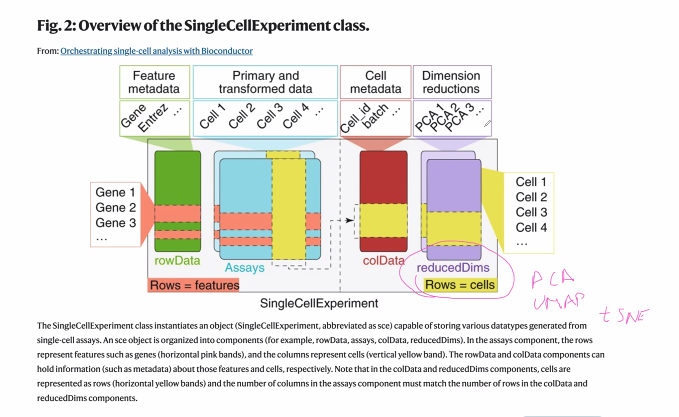 Fig. 2: Overview of the SingleCellExperiment class.
From: Orchestrating single-cell analysis with Bioconductor
Feature metadata
Primary and transformed data
Cell metadata
Dimension reductions
Gene
Entrez
...
Cell 1
Cell 2
Cell 3
Cell 4
...
Cell_id
batch
...
PCA 1
PCA 2
PCA 3
...
Gene 1
Gene 2
Gene 3
...
Cell 1
Cell 2
Cell 3
Cell 4
...
rowData
Assays
colData
reducedDims
Rows = features
Rows = cells
SingleCellExperiment
PCA
UMAP
tSNE
The SingleCellExperiment class instantiates an object (SingleCellExperiment, abbreviated as sce) capable of storing various datatypes generated from
single-cell assays. An sce object is organized into components (for example, rowData, assays, colData, reducedDims). In the assays component, the rows
represent features such as genes (horizontal pink bands), and the columns represent cells (vertical yellow band). The rowData and colData components can
hold information (such as metadata) about those features and cells, respectively. Note that in the colData and reducedDims components, cells are
represented as rows (horizontal yellow bands) and the number of columns in the assays component must match the number of rows in the colData and
reducedDims components.